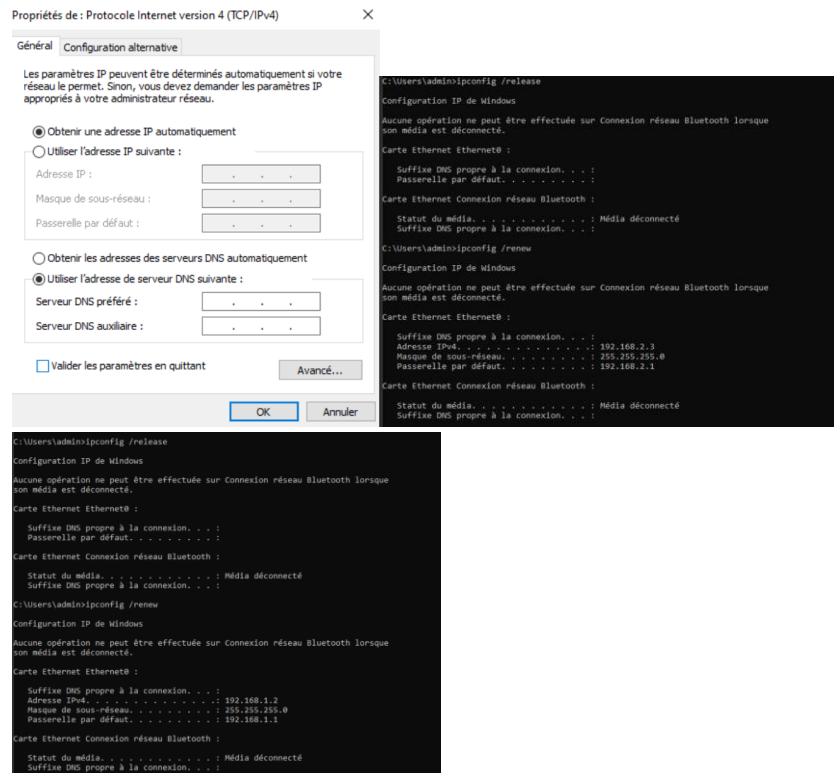 Propriétés de : Protocole Internet version 4 (TCP/IPv4)
Général
Configuration alternative
Les paramètres IP peuvent être déterminés automatiquement si votre
réseau le permet. Sinon, vous devez demander les paramètres IP
appropriés à votre administrateur réseau.
Obtenir une adresse IP automatiquement
Utiliser l'adresse IP suivante :
Adresse IP :
Masque de sous-réseau :
Passerelle par défaut :
Obtenir les adresses des serveurs DNS automatiquement
Utiliser l'adresse de serveur DNS suivante :
Serveur DNS préféré :
Serveur DNS auxiliaire :
Valider les paramètres en quittant
Avancé...
OK
Annuler
C:\Users\admin>ipconfig /release
Configuration IP de Windows
Aucune opération ne peut être effectuée sur Connexion réseau Bluetooth lorsque
son média est déconnecté.
Carte Ethernet Ethernet0 :
Suffixe DNS propre à la connexion. . . :
Passerelle par défaut. . . . . . . . . :
Carte Ethernet Connexion réseau Bluetooth :
Statut du média. . . . . . . . . . . . : Média déconnecté
Suffixe DNS propre à la connexion. . . :
C:\Users\admin>ipconfig /renew
Configuration IP de Windows
Aucune opération ne peut être effectuée sur Connexion réseau Bluetooth lorsque
son média est déconnecté.
Carte Ethernet Ethernet0 :
Suffixe DNS propre à la connexion. . . :
Adresse IPv4. . . . . . . . . . . . . .: 192.168.2.3
Masque de sous-réseau. . . . . . . . . : 255.255.255.0
Passerelle par défaut. . . . . . . . . : 192.168.2.1
Carte Ethernet Connexion réseau Bluetooth :
Statut du média. . . . . . . . . . . . : Média déconnecté
Suffixe DNS propre à la connexion. . . :
C:\Users\admin>ipconfig /release
Configuration IP de Windows
Aucune opération ne peut être effectuée sur Connexion réseau Bluetooth lorsque
son média est déconnecté.
Carte Ethernet Ethernet0 :
Suffixe DNS propre à la connexion. . . :
Passerelle par défaut. . . . . . . . . :
Carte Ethernet Connexion réseau Bluetooth :
Statut du média. . . . . . . . . . . . : Média déconnecté
Suffixe DNS propre à la connexion. . . :
C:\Users\admin>ipconfig /renew
Configuration IP de Windows
Aucune opération ne peut être effectuée sur Connexion réseau Bluetooth lorsque
son média est déconnecté.
Carte Ethernet Ethernet0 :
Suffixe DNS propre à la connexion. . . :
Adresse IPv4. . . . . . . . . . . . . .: 192.168.1.2
Masque de sous-réseau. . . . . . . . . : 255.255.255.0
Passerelle par défaut. . . . . . . . . : 192.168.1.1
Carte Ethernet Connexion réseau Bluetooth :
Statut du média. . . . . . . . . . . . : Média déconnecté
Suffixe DNS propre à la connexion. . . :